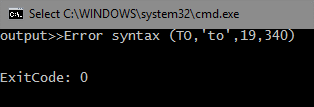 Select C:\WINDOWS\system32\cmd.exe
output>>Error syntax (TO,'to',19,340)
ExitCode: 0